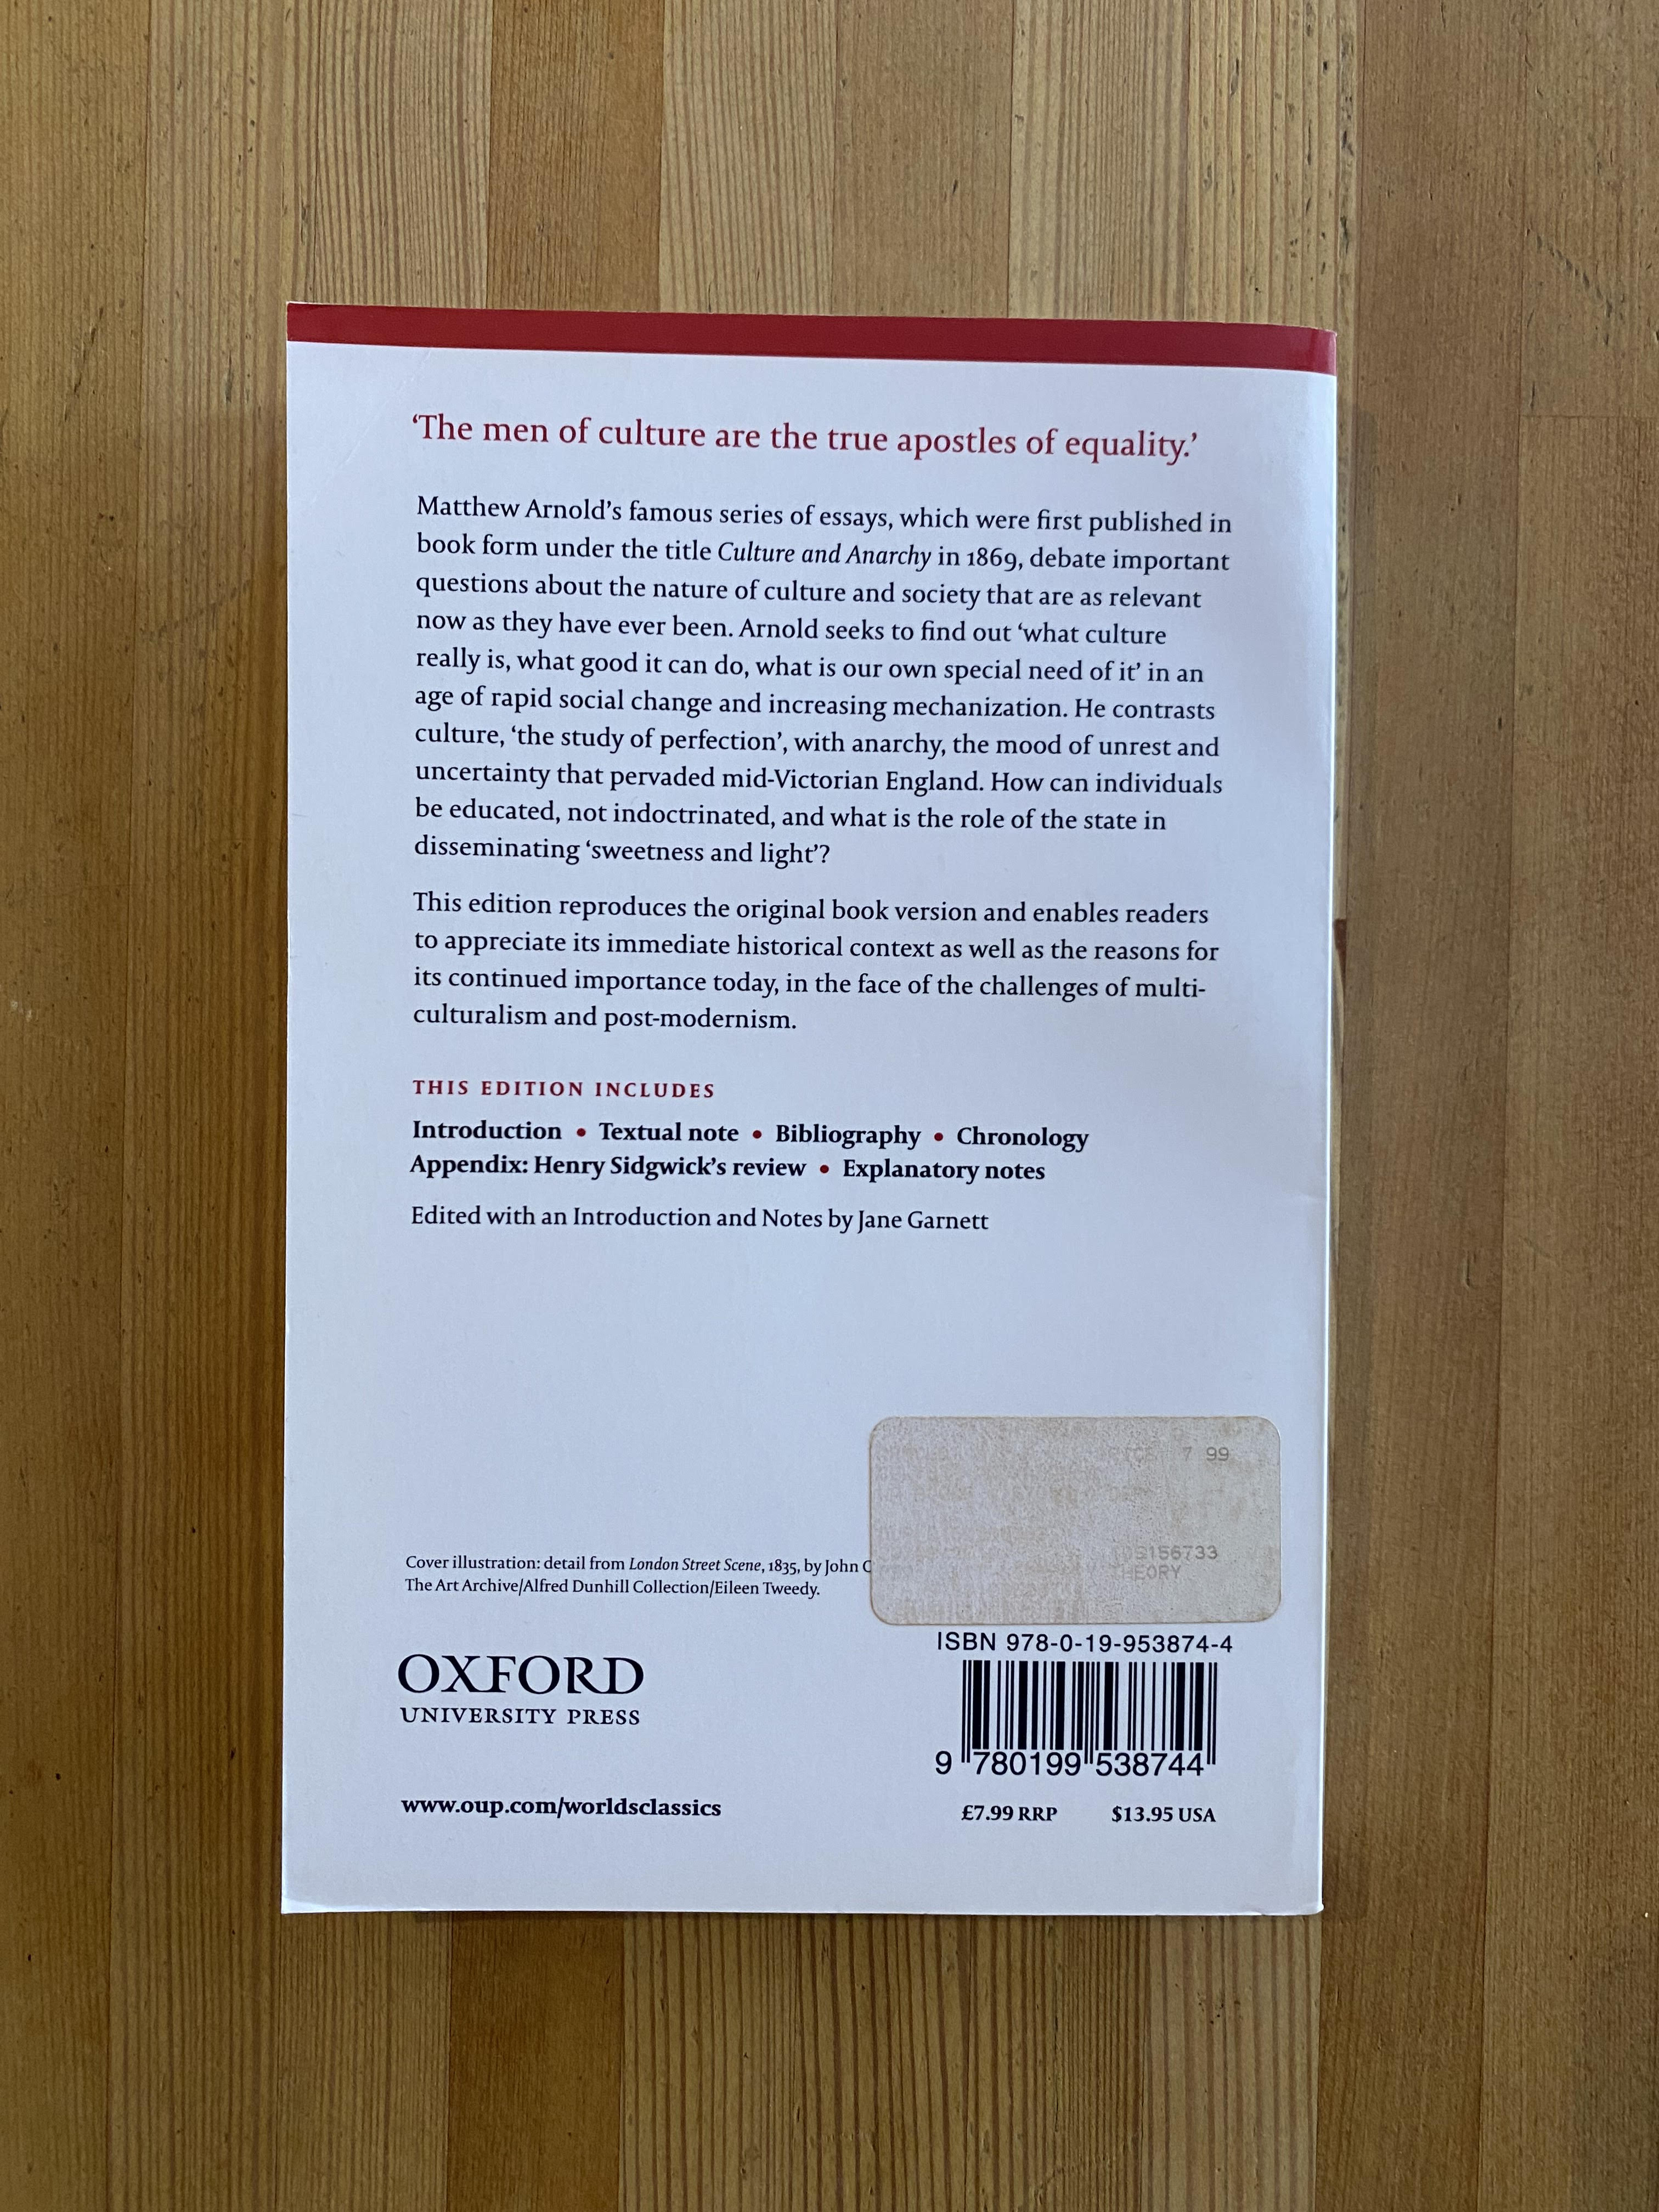 ‘The men of culture are the true apostles of equality.’
Matthew Arnold’s famous series of essays, which were first published in
book form under the title Culture and Anarchy in 1869, debate important
questions about the nature of culture and society that are as relevant
now as they have ever been. Arnold seeks to find out ‘what culture
really is, what good it can do, what is our own special need of it’ in an
age of rapid social change and increasing mechanization. He contrasts
culture, ‘the study of perfection’, with anarchy, the mood of unrest and
uncertainty that pervaded mid-Victorian England. How can individuals
be educated, not indoctrinated, and what is the role of the state in
disseminating ‘sweetness and light’?
This edition reproduces the original book version and enables readers
to appreciate its immediate historical context as well as the reasons for
its continued importance today, in the face of the challenges of multi-
culturalism and post-modernism.
THIS EDITION INCLUDES
Introduction • Textual note • Bibliography • Chronology
Appendix: Henry Sidgwick’s review • Explanatory notes
Edited with an Introduction and Notes by Jane Garnett
7 99
Cover illustration: detail from London Street Scene, 1835, by John
The Art Archive/Alfred Dunhill Collection/Eileen Tweedy.
ISBN 978-0-19-953874-4
OXFORD
UNIVERSITY PRESS
9 780199 538744
www.oup.com/worldsclassics
£7.99 RRP $13.95 USA